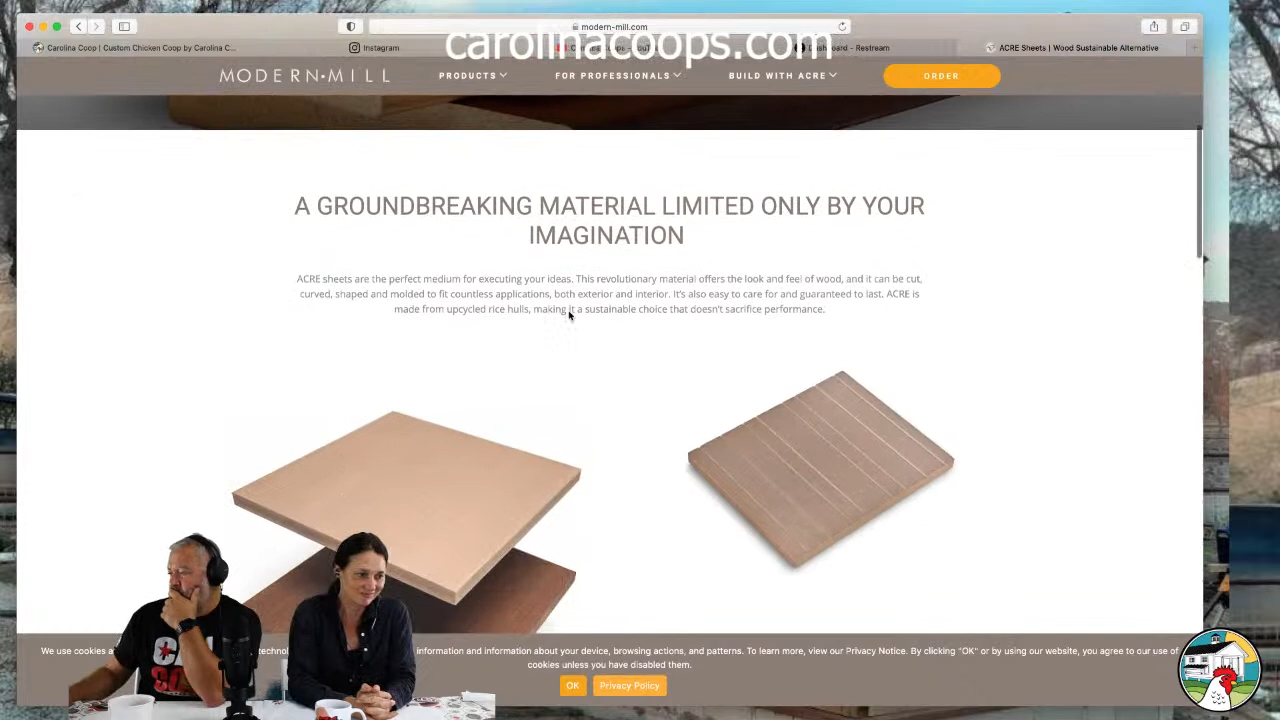 modern-mill.com
carolinacoops.com
Carolina Coop | Custom Chicken Coop by Carolina C...
Instagram
Dashboard - Restream
ACRE Sheets | Wood Sustainable Alternative
MODERN•MILL
PRODUCTS
FOR PROFESSIONALS
BUILD WITH ACRE
ORDER
A GROUNDBREAKING MATERIAL LIMITED ONLY BY YOUR
IMAGINATION
ACRE sheets are the perfect medium for executing your ideas. This revolutionary material offers the look and feel of wood, and it can be cut,
curved, shaped and molded to fit countless applications, both exterior and interior. It's also easy to care for and guaranteed to last. ACRE is
made from upcycled rice hulls, making it a sustainable choice that doesn't sacrifice performance.
We use cookies information and information about your device, browsing actions, and patterns. To learn more, view our Privacy Notice. By clicking "OK" or by using our website, you agree to our use of
cookies unless you have disabled them.
OK
Privacy Policy